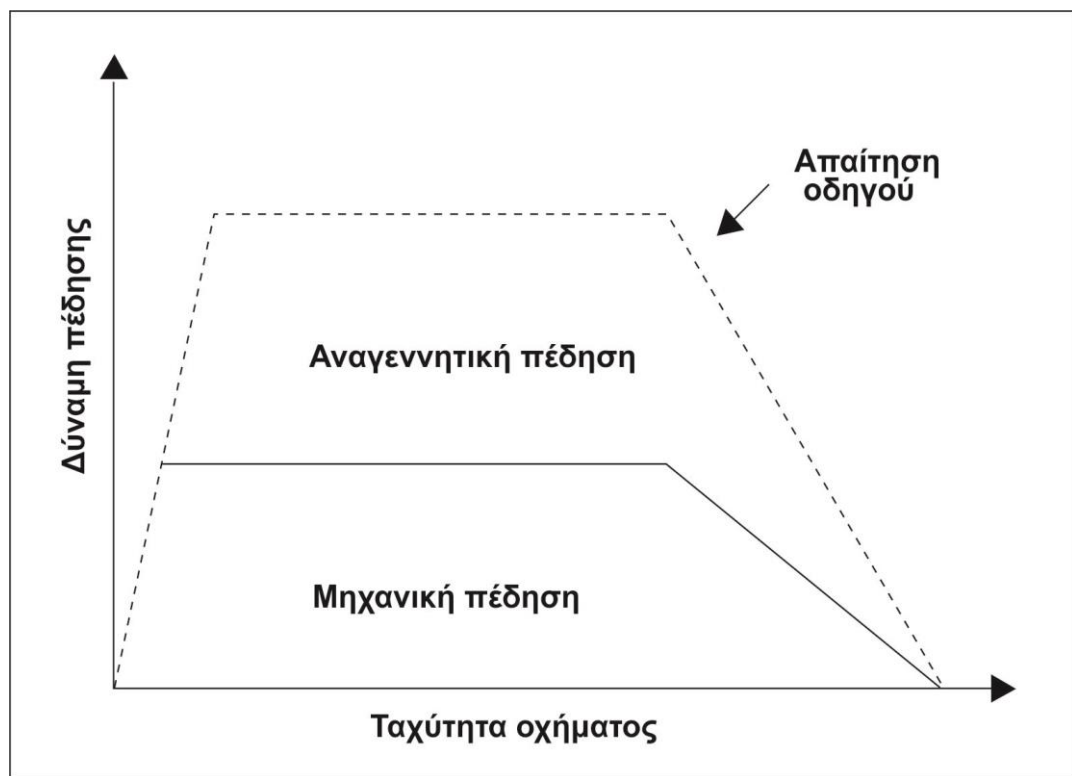 Απαίτηση
οδηγού
Δύναμη πέδησης
Αναγεννητική πέδηση
Μηχανική πέδηση
Ταχύτητα οχήματος